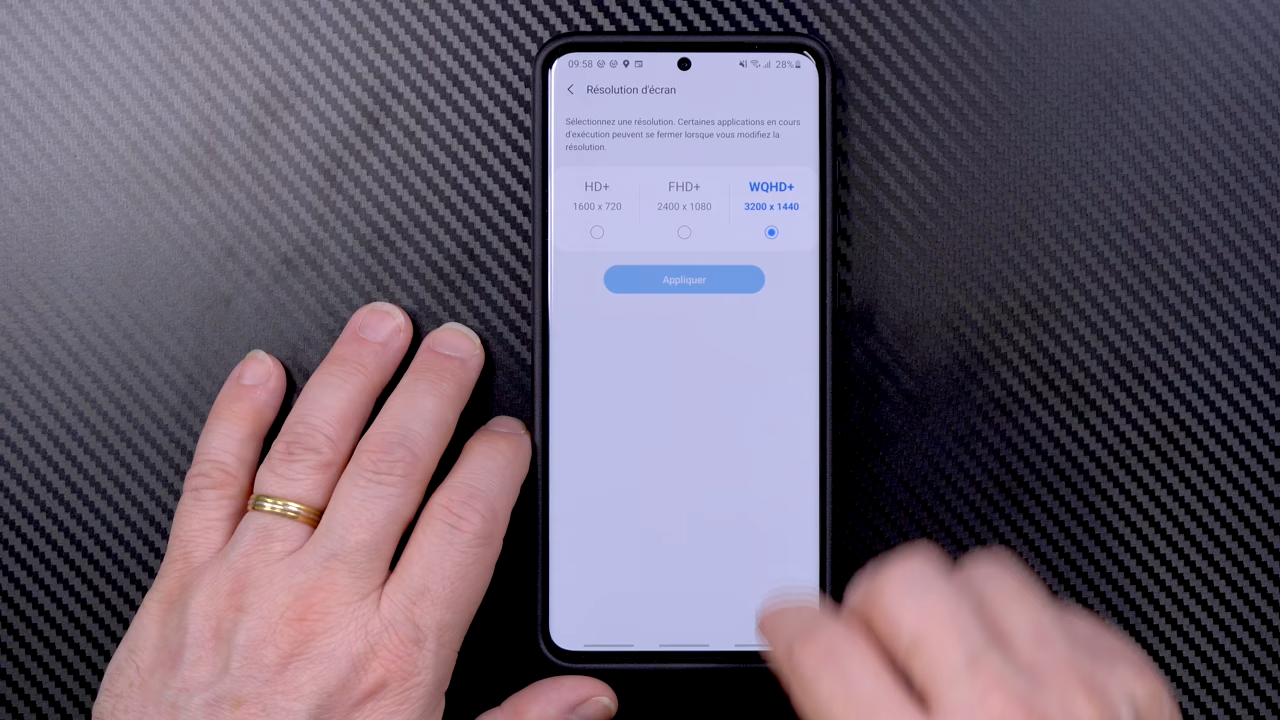 09:58 28%
Résolution d'écran
Sélectionnez une résolution. Certaines applications en cours
d'exécution peuvent se fermer lorsque vous modifiez la
résolution.
HD+ FHD+ WQHD+
1600 x 720 2400 x 1080 3200 x 1440
Appliquer